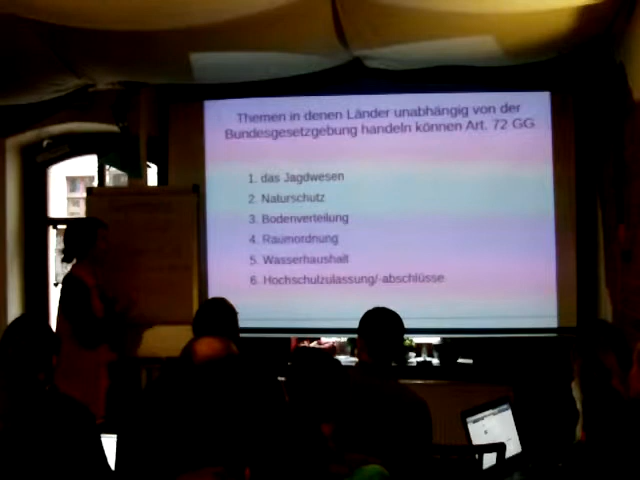 Themen in denen Länder unabhängig von der
Bundesgesetzgebung handeln können Art. 72 GG
1. das Jagdwesen
2. Naturschutz
3. Bodenverteilung
4. Raumordnung
5. Wasserhaushalt
6. Hochschulzulassung/-abschlüsse